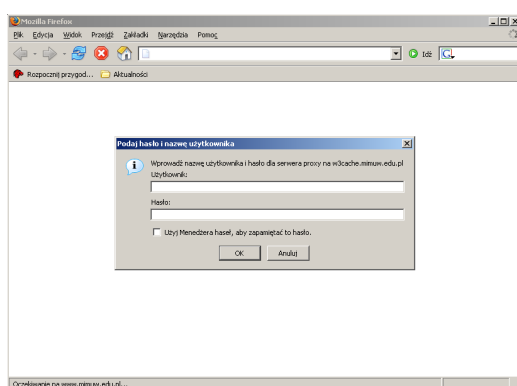 Mozilla Firefox
Plik Edycja Widok Przejdź Zakładki Narzędzia Pomoc
Idź
Rozpocznij przygod... Aktualności
Podaj hasło i nazwę użytkownika
Wprowadź nazwę użytkownika i hasło dla serwera proxy na w3cache.mimuw.edu.pl
Użytkownik:
Hasło:
Użyj Menedżera haseł, aby zapamiętać to hasło.
OK Anuluj
Oczekiwanie na www.mimuw.edu.pl...